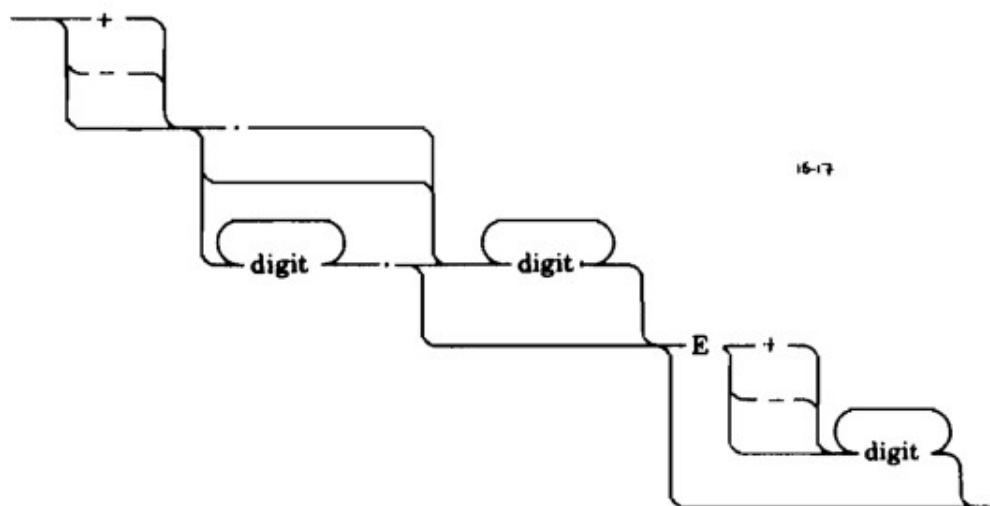 +
-
.
16-17
digit . digit
E +
-
digit